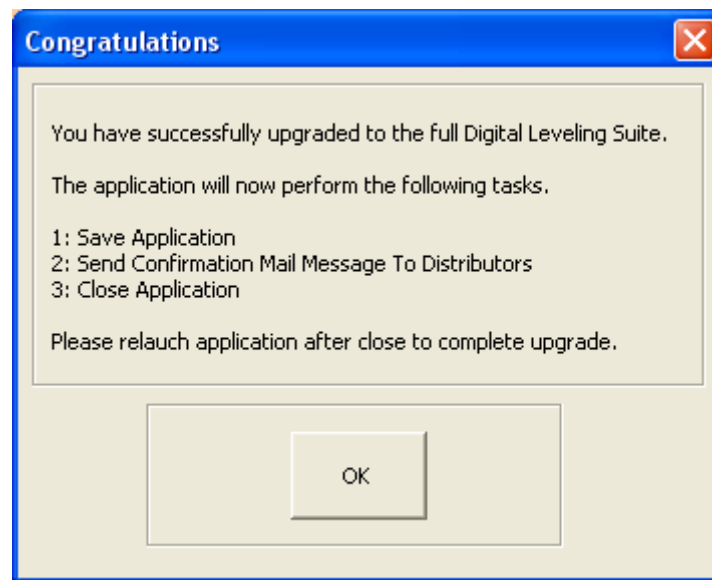 Congratulations
You have successfully upgraded to the full Digital Leveling Suite.
The application will now perform the following tasks.
1: Save Application
2: Send Confirmation Mail Message To Distributors
3: Close Application
Please relauch application after close to complete upgrade.
OK